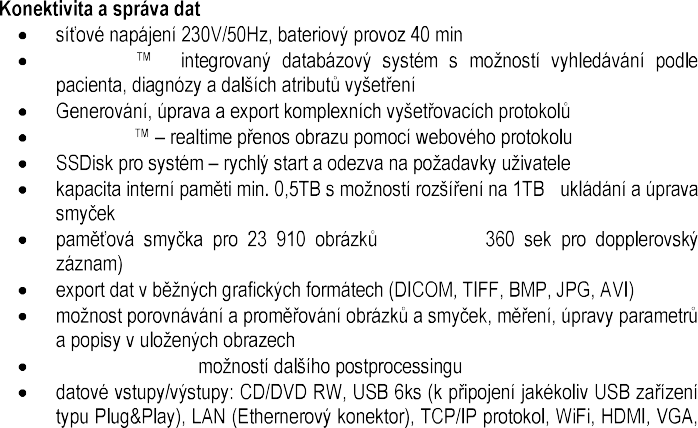 Konektivita a správa dat
• síťové napájení 230V/50Hz, bateriový provoz 40 min
• ™ integrovaný databázový systém s možností vyhledávání podle
pacienta, diagnózy a dalších atributů vyšetření
• Generování, úprava a export komplexních vyšetřovacích protokolů
• ™ – realtime přenos obrazu pomocí webového protokolu
• SSDisk pro systém – rychlý start a odezva na požadavky uživatele
• kapacita interní paměti min. 0,5TB s možností rozšíření na 1TB ukládání a úprava
smyček
• paměťová smyčka pro 23 910 obrázků 360 sek pro dopplerovský
záznam)
• export dat v běžných grafických formátech (DICOM, TIFF, BMP, JPG, AVI)
• možnost porovnávání a proměřování obrázků a smyček, měření, úpravy parametrů
a popisy v uložených obrazech
• možností dalšího postprocessingu
• datové vstupy/výstupy: CD/DVD RW, USB 6ks (k připojení jakékoliv USB zařízení
typu Plug&Play), LAN (Ethernerový konektor), TCP/IP protokol, WiFi, HDMI, VGA,